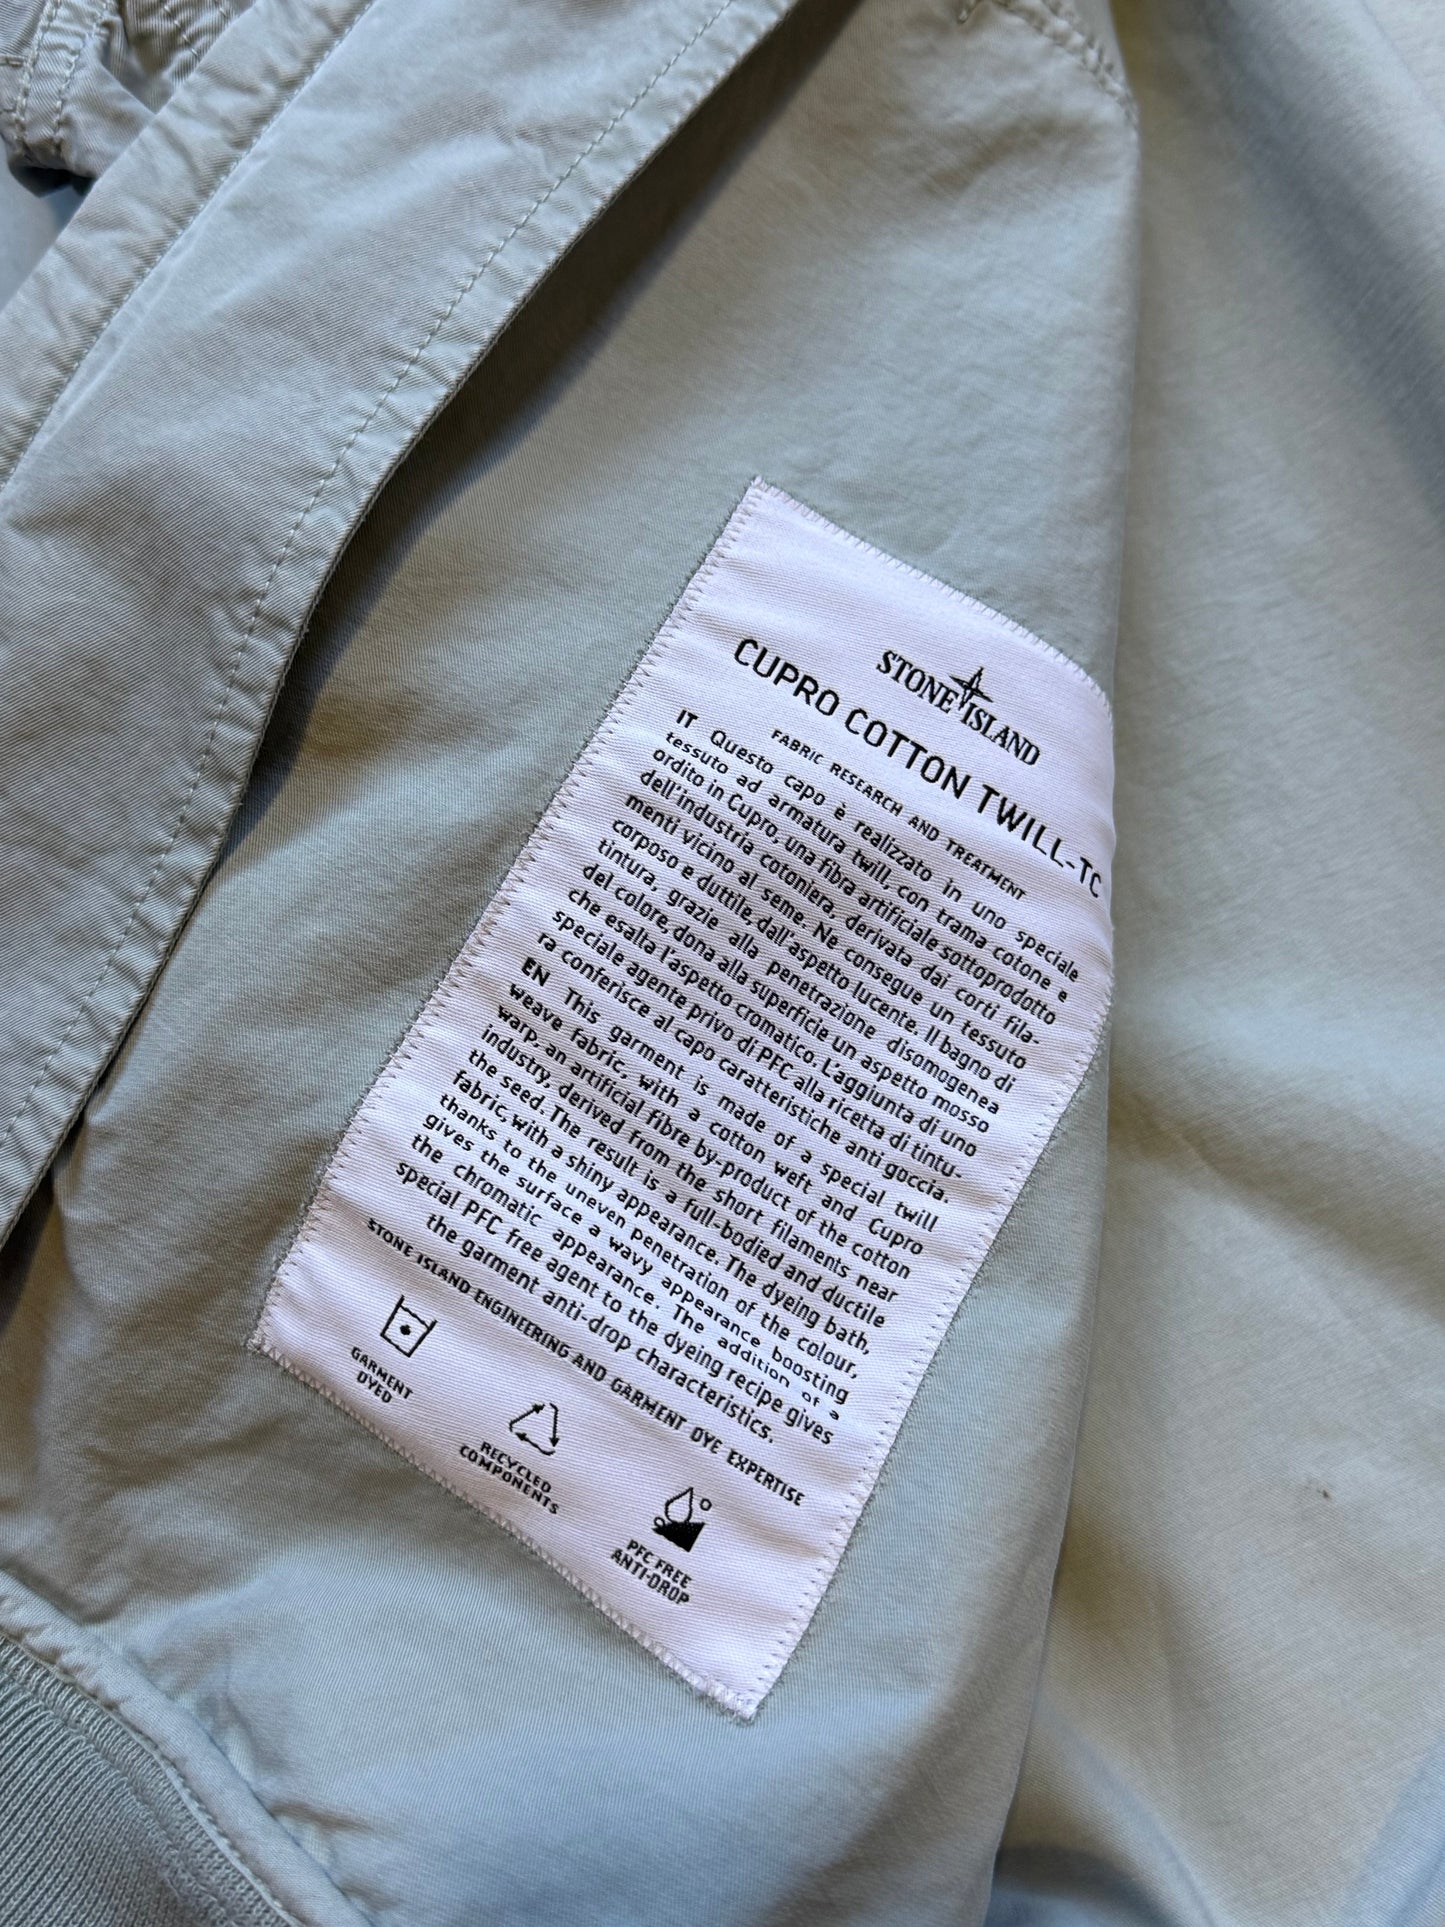 STONE ISLAND
CUPRO COTTON TWILL-TC
FABRIC RESEARCH AND TREATMENT
IT Questo capo è realizzato in uno speciale
tessuto ad armatura twill, con trama cotone e
ordito in Cupro, una fibra artificiale sottoprodotto
dell'industria cotoniera, derivata dai corti fila-
menti vicino al seme. Ne consegue un tessuto
corposo e duttile, dall'aspetto lucente. Il bagno di
tintura, grazie alla penetrazione disomogenea
del colore, dona alla superficie un aspetto mosso
che esalta l'aspetto cromatico. L'aggiunta di uno
speciale agente privo di PFC alla ricetta di tintu-
ra conferisce al capo caratteristiche anti goccia.
EN This garment is made of a special twill
weave fabric, with a cotton weft and Cupro
warp, an artificial fibre by-product of the cotton
industry, derived from the short filaments near
the seed. The result is a full-bodied and ductile
fabric, with a shiny appearance. The dyeing bath,
thanks to the uneven penetration of the colour,
gives the surface a wavy appearance boosting
the chromatic appearance. The addition of a
special PFC free agent to the dyeing recipe gives
the garment anti-drop characteristics.
STONE ISLAND ENGINEERING AND GARMENT DYE EXPERTISE
GARMENT
DYED
RECYCLED
COMPONENTS
PFC FREE
ANTI-DROP